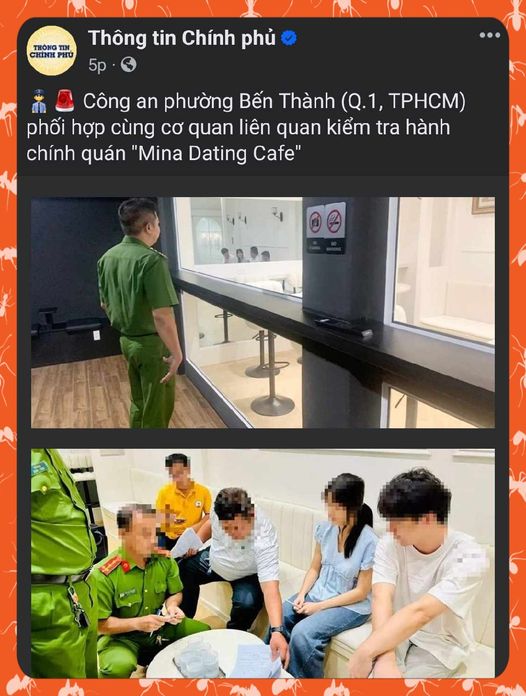 THÔNG TIN
CHÍNH PHỦ
Thông tin Chính phủ
5p
Công an phường Bến Thành (Q.1, TPHCM)
phối hợp cùng cơ quan liên quan kiểm tra hành
chính quán "Mina Dating Cafe"